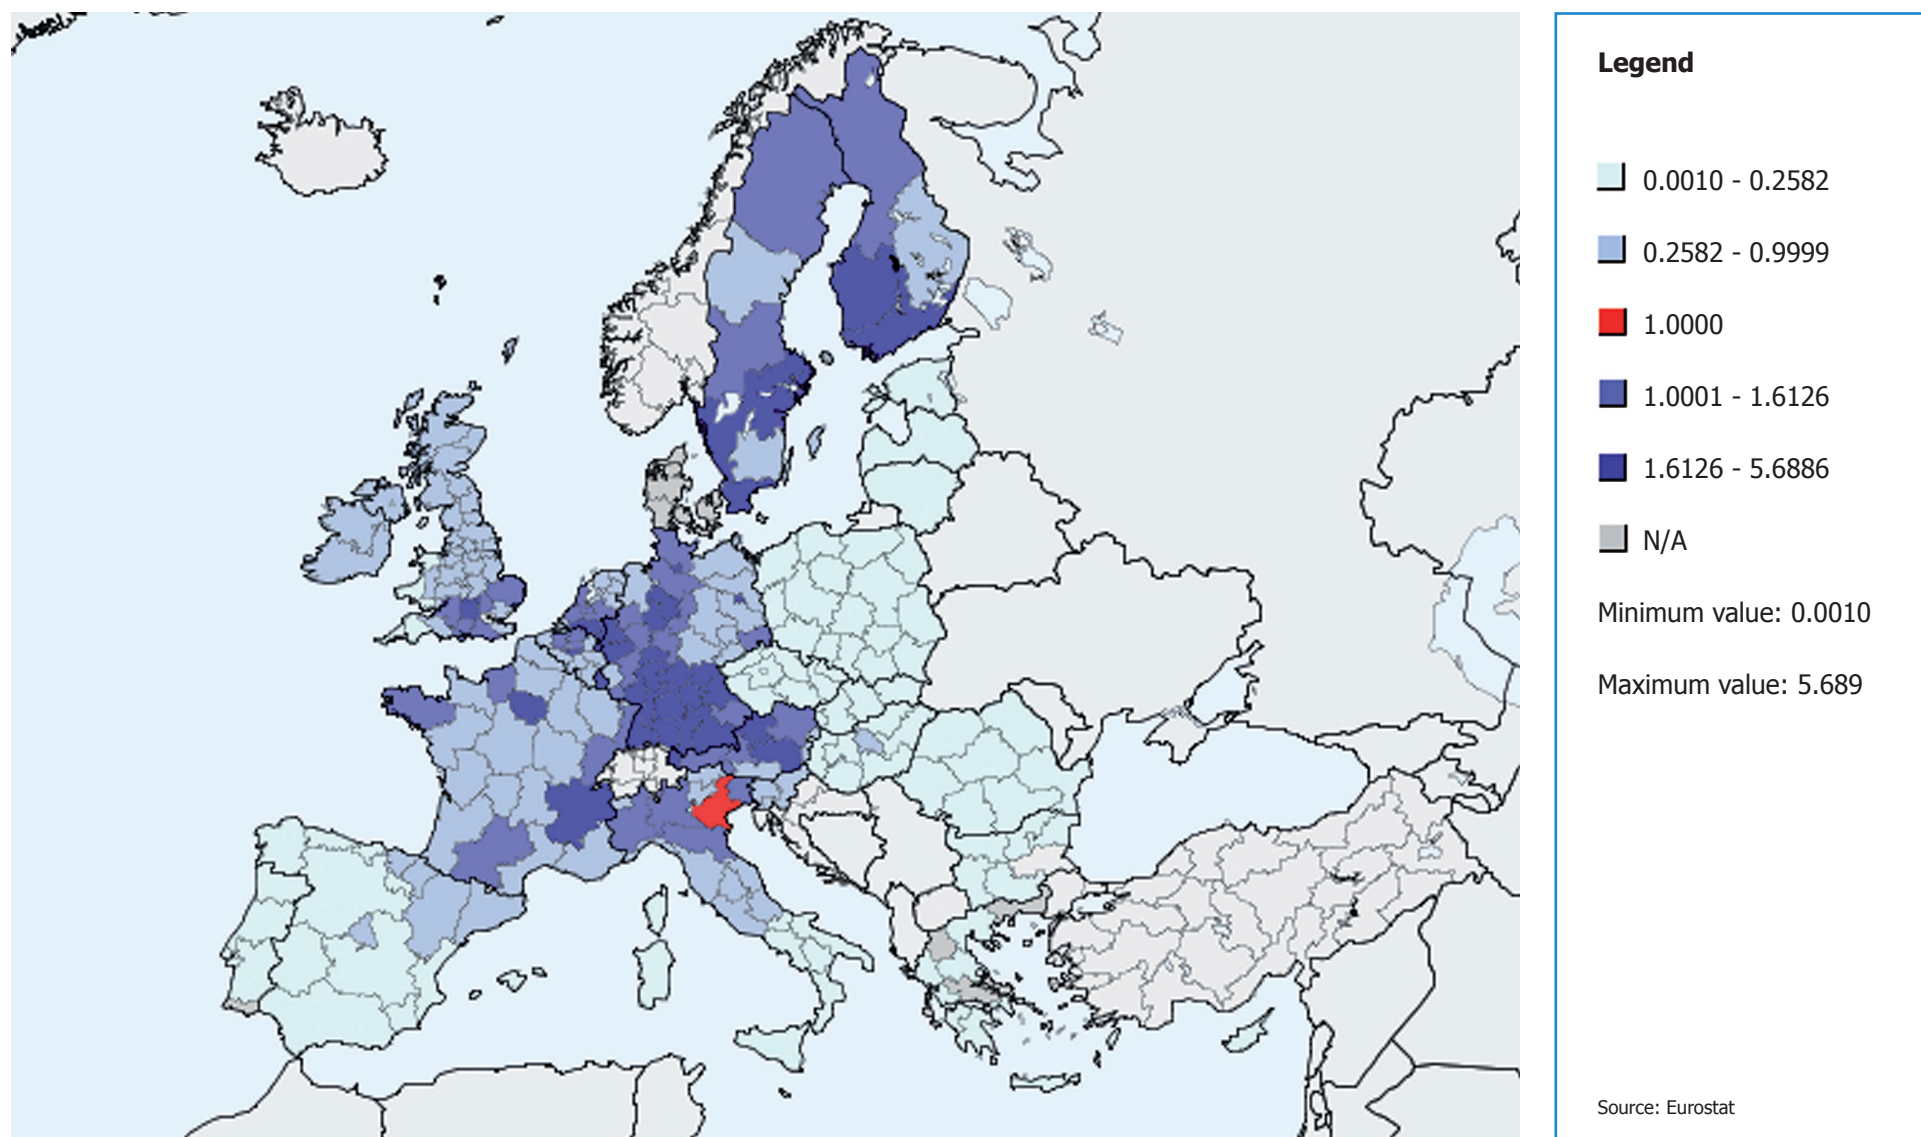 Legend
0.0010 - 0.2582
0.2582 - 0.9999
1.0000
1.0001 - 1.6126
1.6126 - 5.6886
N/A
Minimum value: 0.0010
Maximum value: 5.689
Source: Eurostat